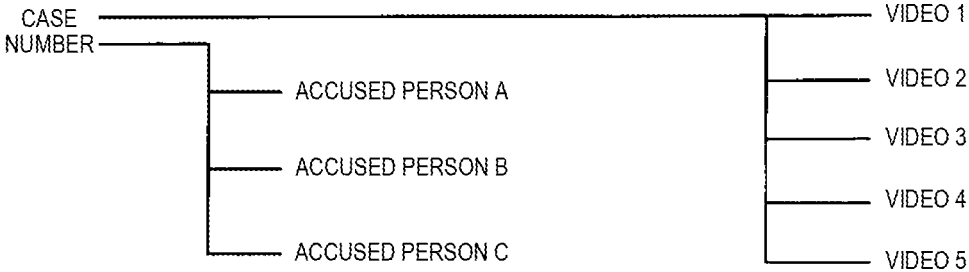 CASE
NUMBER
ACCUSED PERSON A
ACCUSED PERSON B
ACCUSED PERSON C
VIDEO 1
VIDEO 2
VIDEO 3
VIDEO 4
VIDEO 5